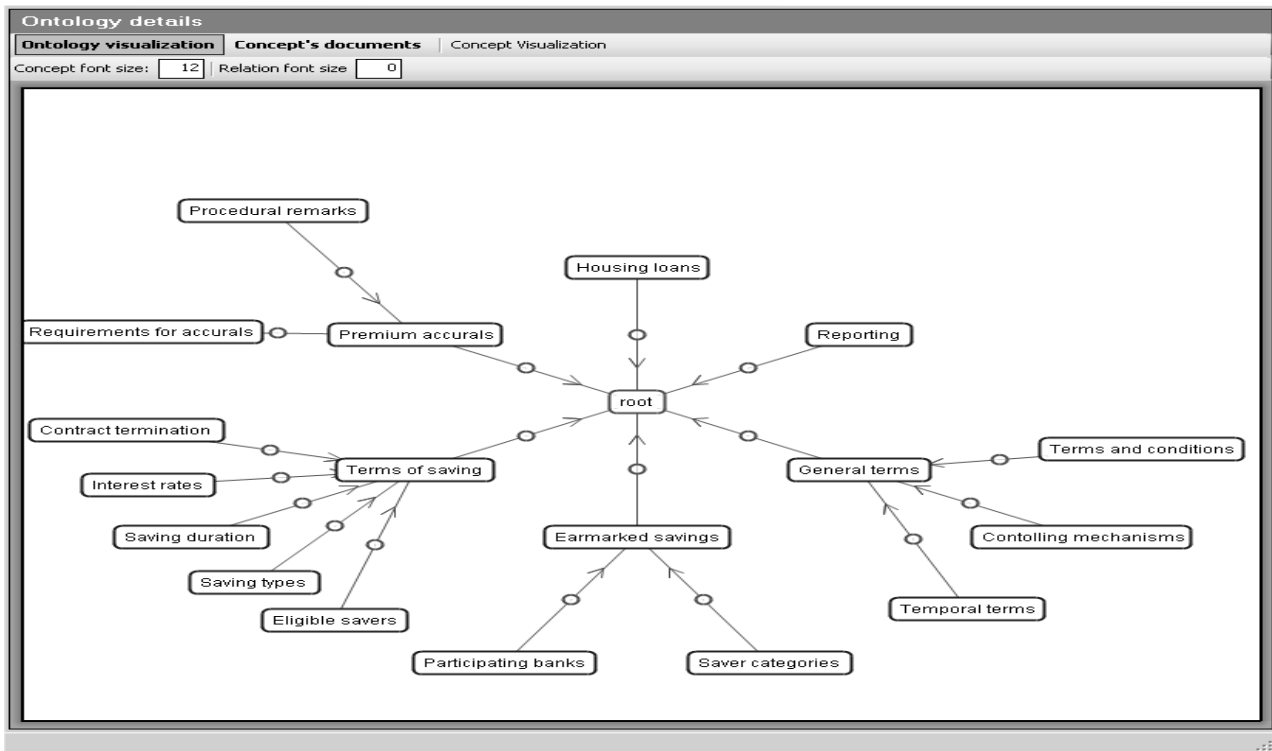 Ontology details
Ontology visualization Concept's documents Concept Visualization
Concept font size: 12 Relation font size 0
Procedural remarks
Housing loans
Requirements for accurals
Premium accurals
Reporting
root
Contract termination
Terms of saving
General terms
Terms and conditions
Interest rates
Saving duration
Earmarked savings
Contolling mechanisms
Saving types
Eligible savers
Temporal terms
Participating banks
Saver categories